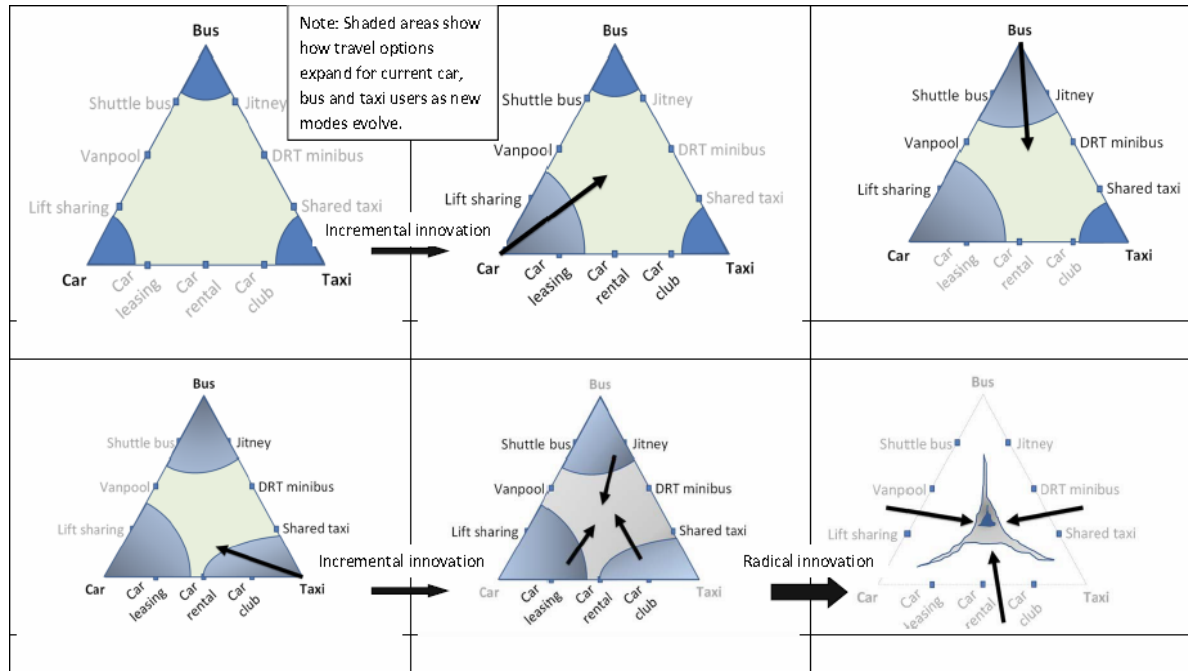 Bus
Shuttle bus
Jitney
Vanpool
DRT minibus
Lift sharing
Shared taxi
Car
Car
leasing
Car
rental
Car
club
Taxi
Note: Shaded areas show
how travel options
expand for current car,
bus and taxi users as new
modes evolve.
Incremental innovation
Bus
Shuttle bus
Jitney
Vanpool
DRT minibus
Lift sharing
Shared taxi
Car
Car
leasing
Car
rental
Car
club
Taxi
Bus
Shuttle bus
Jitney
Vanpool
DRT minibus
Lift sharing
Shared taxi
Car
Car
leasing
Car
rental
Car
club
Taxi
Bus
Shuttle bus
Jitney
Vanpool
DRT minibus
Lift sharing
Shared taxi
Car
Car
leasing
Car
rental
Car
club
Taxi
Incremental innovation
Bus
Shuttle bus
Jitney
Vanpool
DRT minibus
Lift sharing
Shared taxi
Car
Car
leasing
Car
rental
Car
club
Taxi
Radical innovation
Bus
Shuttle bus
Jitney
Vanpool
DRT minibus
Lift sharing
Shared taxi
Car
Car
leasing
Car
rental
Car
club
Taxi